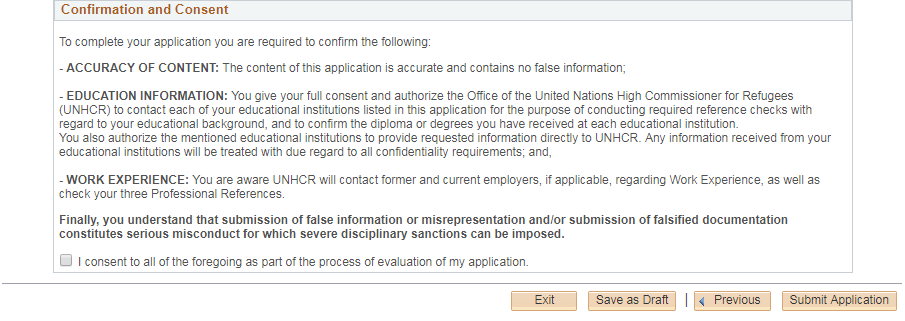 Confirmation and Consent
To complete your application you are required to confirm the following:
- ACCURACY OF CONTENT: The content of this application is accurate and contains no false information;
- EDUCATION INFORMATION: You give your full consent and authorize the Office of the United Nations High Commissioner for Refugees
(UNHCR) to contact each of your educational institutions listed in this application for the purpose of conducting required reference checks with
regard to your educational background, and to confirm the diploma or degrees you have received at each educational institution.
You also authorize the mentioned educational institutions to provide requested information directly to UNHCR. Any information received from your
educational institutions will be treated with due regard to all confidentiality requirements; and,
- WORK EXPERIENCE: You are aware UNHCR will contact former and current employers, if applicable, regarding Work Experience, as well as
check your three Professional References.
Finally, you understand that submission of false information or misrepresentation and/or submission of falsified documentation
constitutes serious misconduct for which severe disciplinary sanctions can be imposed.
I consent to all of the foregoing as part of the process of evaluation of my application.
Exit Save as Draft | Previous Submit Application